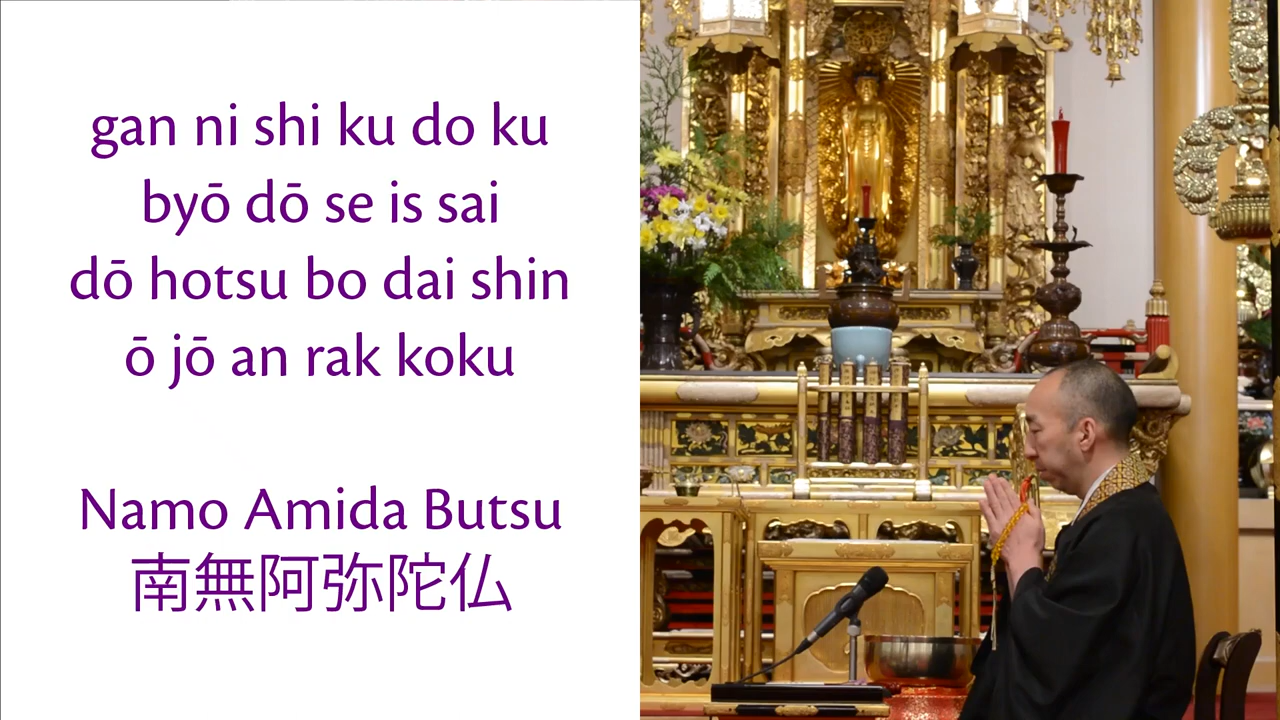 gan ni shi ku do ku
byō dō se is sai
dō hotsu bo dai shin
ō jō an rak koku
Namo Amida Butsu
南無阿弥陀仏